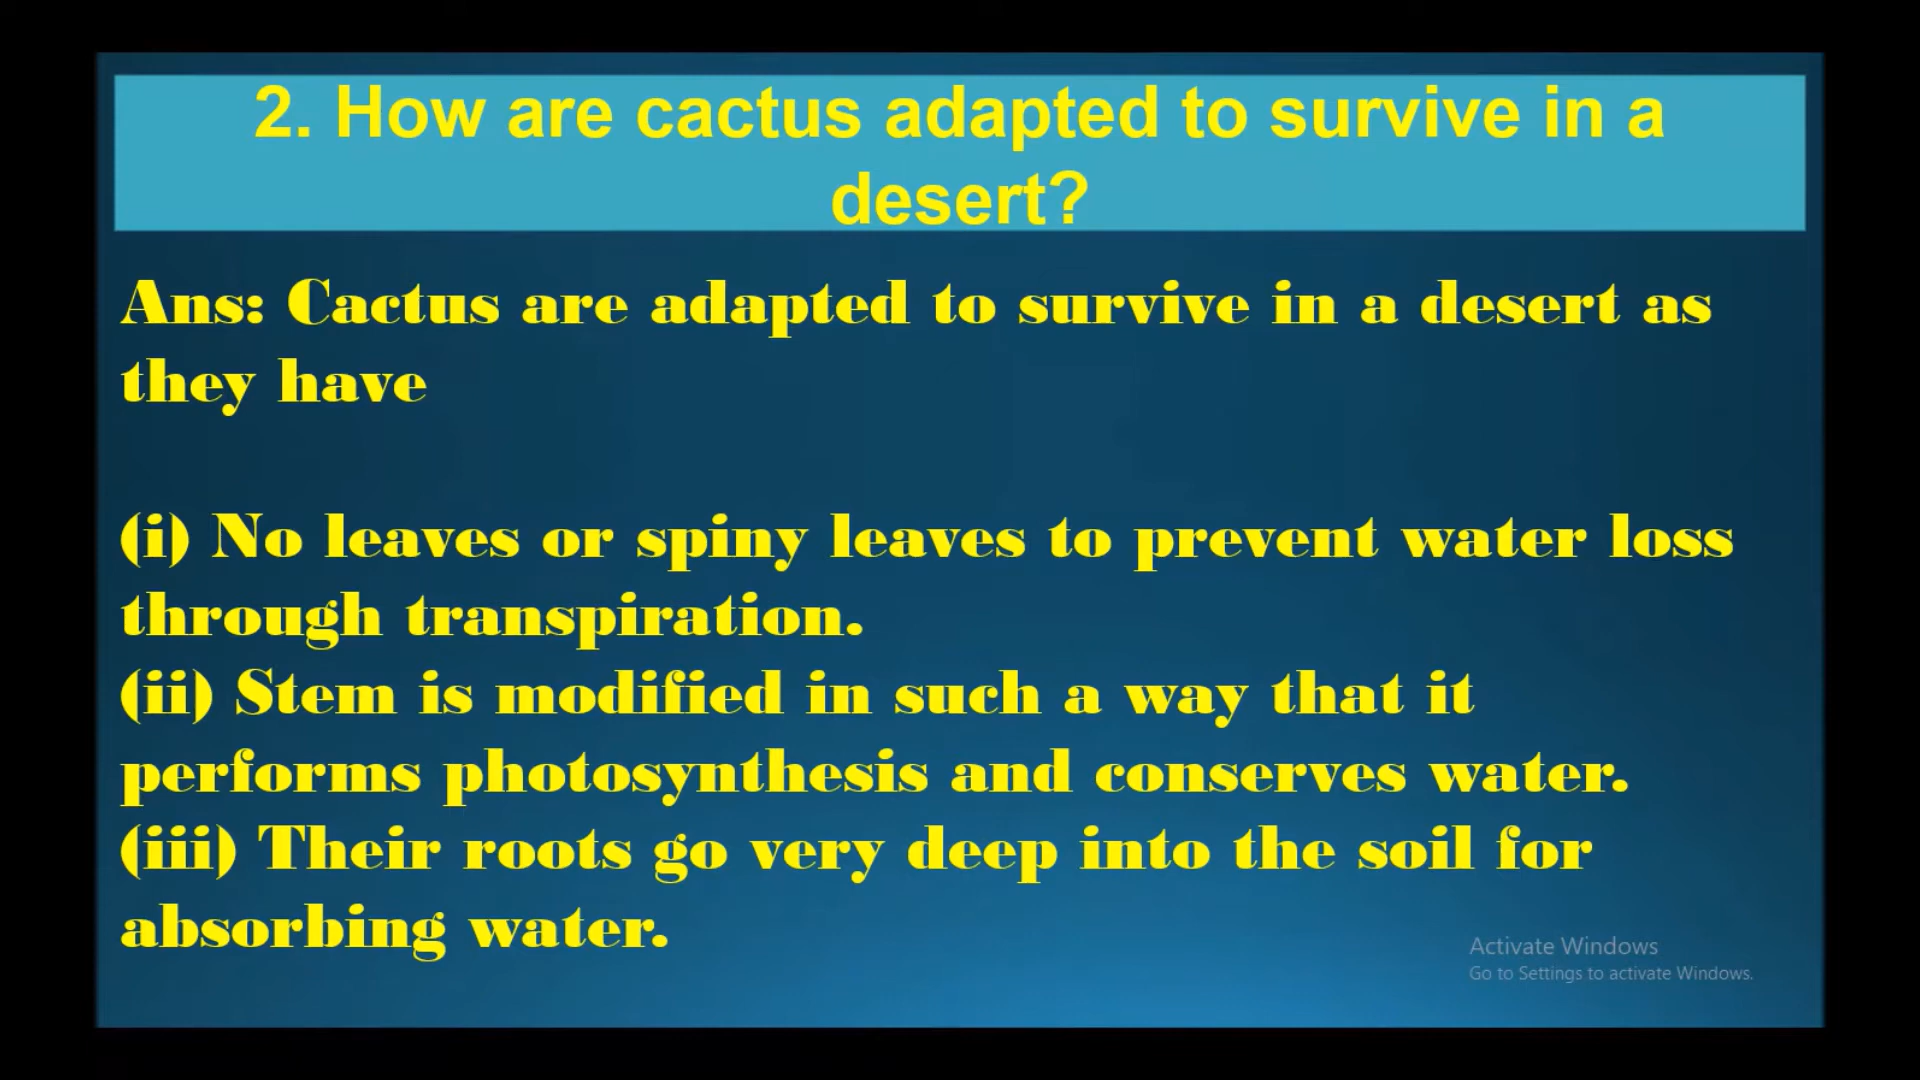 2. How are cactus adapted to survive in a
desert?
Ans: Cactus are adapted to survive in a desert as
they have
(i) No leaves or spiny leaves to prevent water loss
through transpiration.
(ii) Stem is modified in such a way that it
performs photosynthesis and conserves water.
(iii) Their roots go very deep into the soil for
absorbing water.
Activate Windows
Go to Settings to activate Windows.